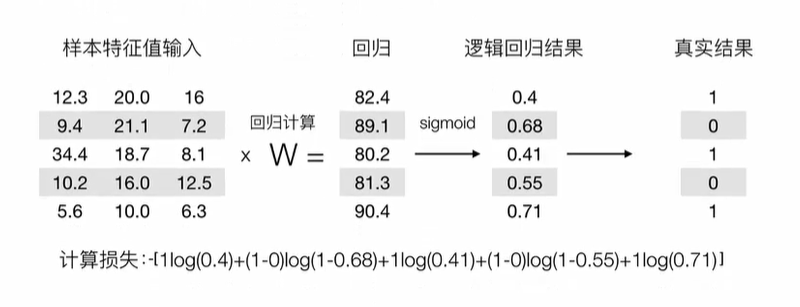 样本特征值输入 回归 逻辑回归结果 真实结果
12.3 20.0 16 82.4 0.4 1
9.4 21.1 7.2 回归计算 89.1 sigmoid 0.68 0
34.4 18.7 8.1 x W = 80.2 0.41 1
10.2 16.0 12.5 81.3 0.55 0
5.6 10.0 6.3 90.4 0.71 1
计算损失:-[1log(0.4)+(1-0)log(1-0.68)+1log(0.41)+(1-0)log(1-0.55)+1log(0.71)]